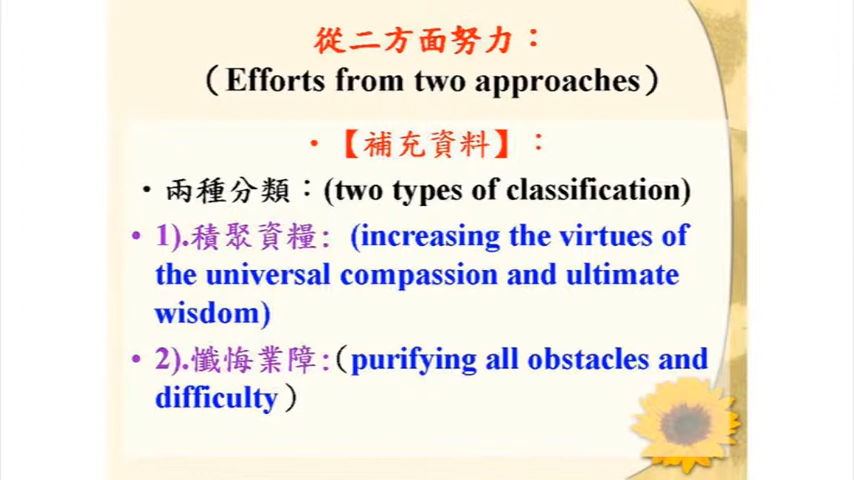 從二方面努力：
（Efforts from two approaches）
•【補充資料】：
•兩種分類：(two types of classification)
• 1).積聚資糧: (increasing the virtues of
the universal compassion and ultimate
wisdom)
• 2).懺悔業障:（purifying all obstacles and
difficulty）